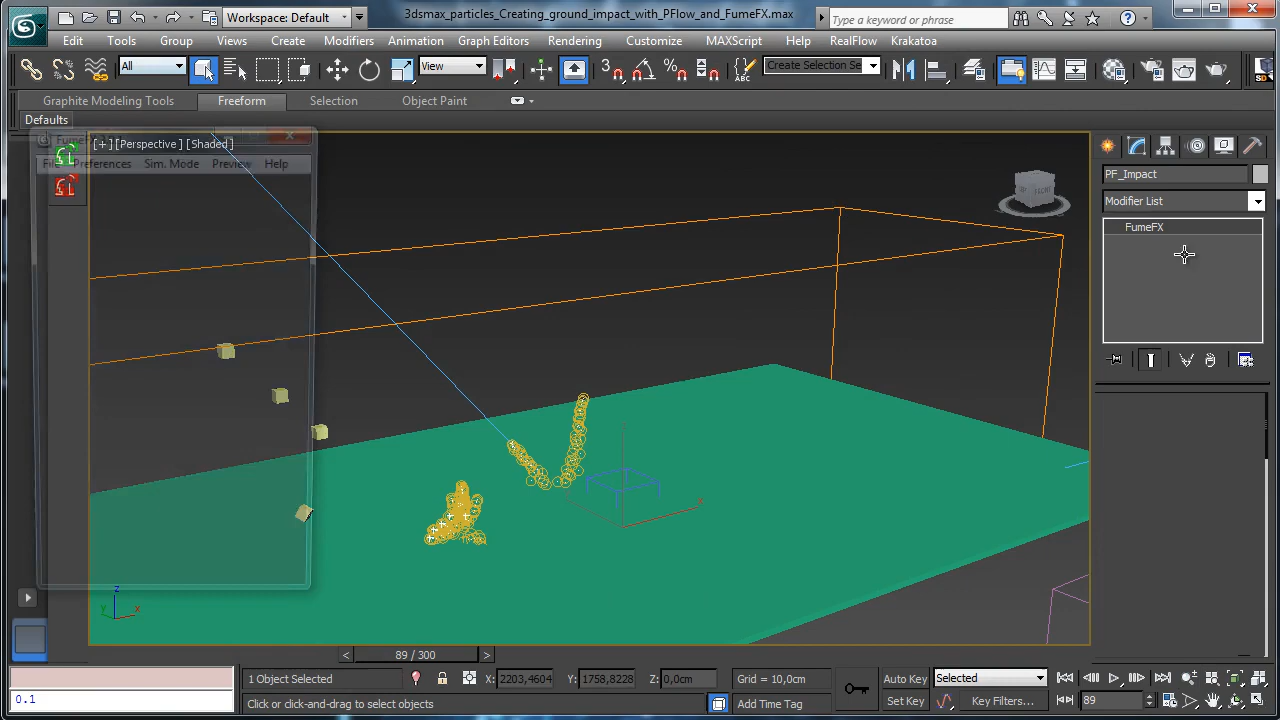 Workspace: Default
3dsmax_particles_Creating_ground_impact_with_PFlow_and_FumeFX.max
Type a keyword or phrase
Edit Tools Group Views Create Modifiers Animation Graph Editors Rendering Customize MAXScript Help RealFlow Krakatoa
All
View
3
Create Selection Se
Graphite Modeling Tools Freeform Selection Object Paint
Defaults
[+][Perspective][Shaded]
Preferences Sim. Mode Preview Help
FRONT
PF_Impact
Modifier List
FumeFX
x
z
y x
89 / 300
1 Object Selected
X: 2203,4604 Y: 1758,8228 Z: 0,0cm
Grid = 10,0cm
Auto Key Selected
0.1
Click or click-and-drag to select objects
Add Time Tag
Set Key Key Filters...
89